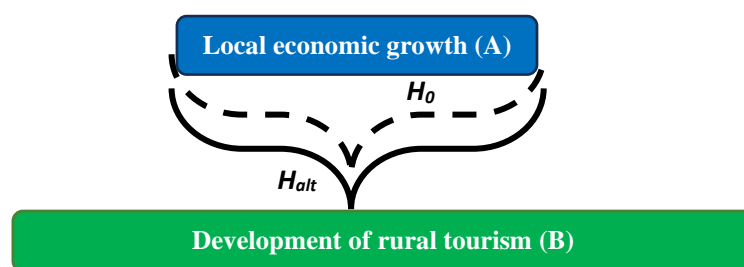 Local economic growth (A)
H0
Halt
Development of rural tourism (B)